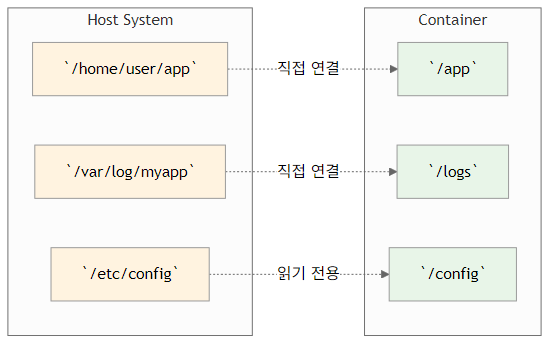 Host System
Container
`/home/user/app`
직접 연결
`/app`
`/var/log/myapp`
직접 연결
`/logs`
`/etc/config`
읽기 전용
`/config`